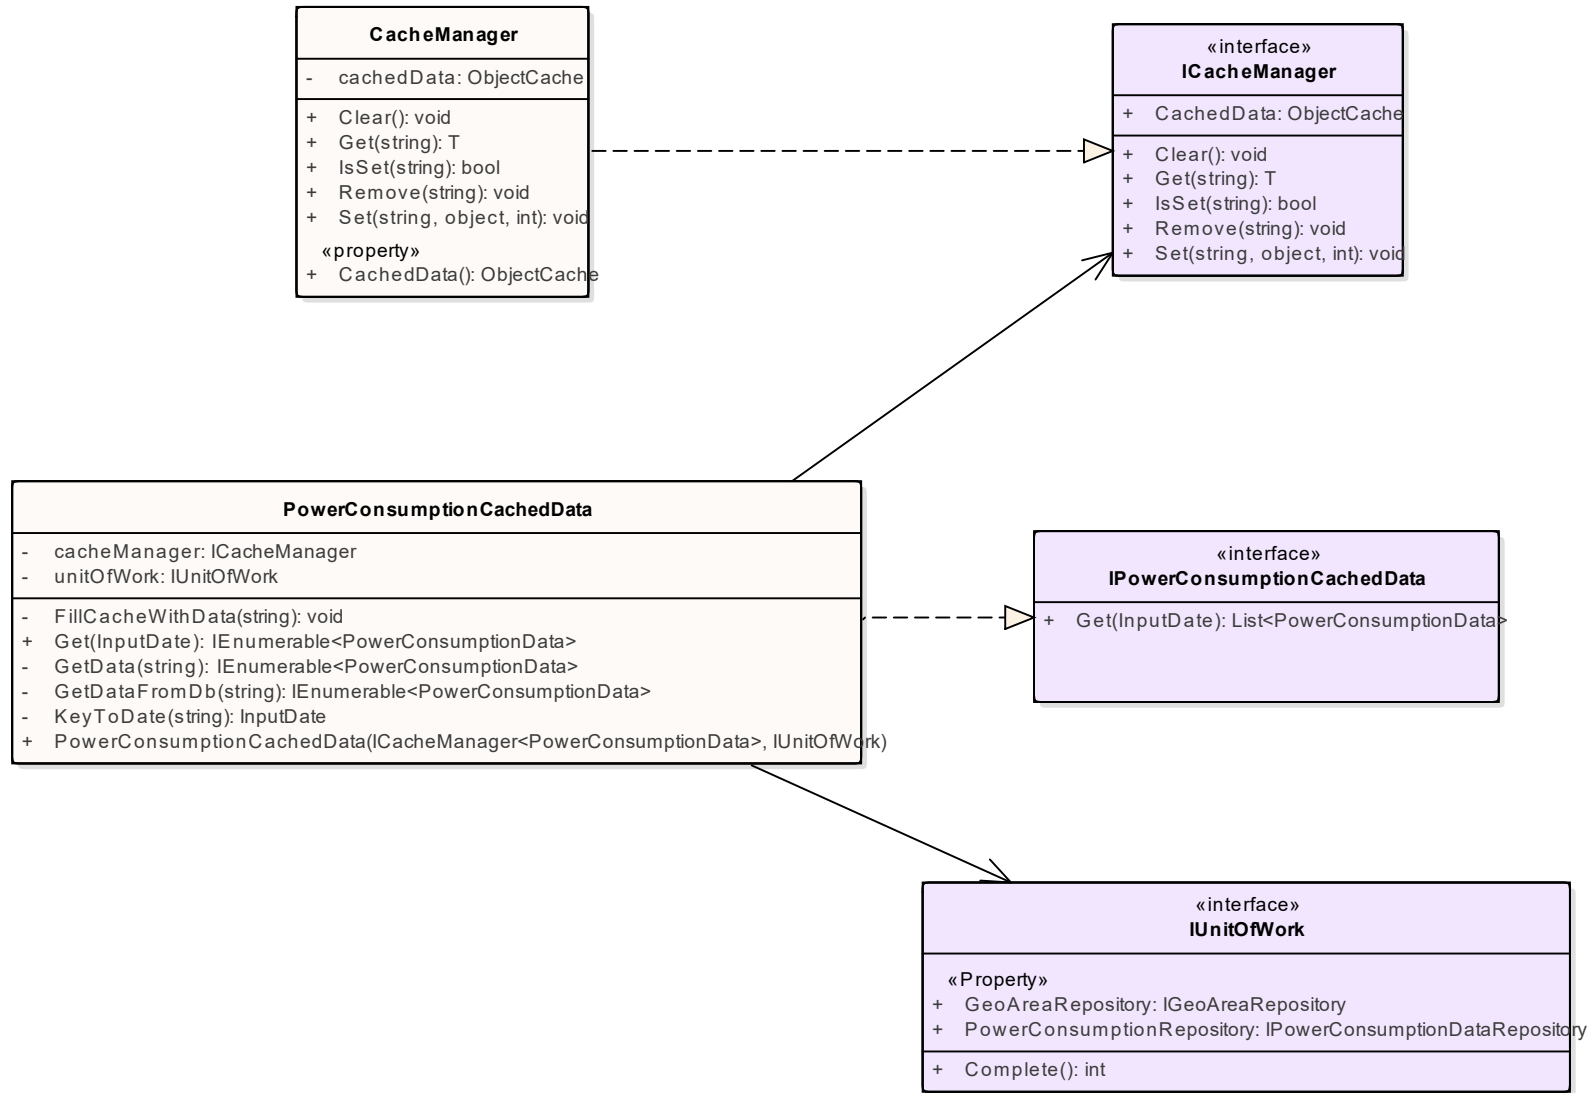 CacheManager
- cachedData: ObjectCache
+ Clear(): void
+ Get(string): T
+ IsSet(string): bool
+ Remove(string): void
+ Set(string, object, int): void
«property»
+ CachedData(): ObjectCache
«interface»
ICacheManager
+ CachedData: ObjectCache
+ Clear(): void
+ Get(string): T
+ IsSet(string): bool
+ Remove(string): void
+ Set(string, object, int): void
PowerConsumptionCachedData
- cacheManager: ICacheManager
- unitOfWork: IUnitOfWork
- FillCacheWithData(string): void
+ Get(InputDate): IEnumerable<PowerConsumptionData>
- GetData(string): IEnumerable<PowerConsumptionData>
- GetDataFromDb(string): IEnumerable<PowerConsumptionData>
- KeyToDate(string): InputDate
+ PowerConsumptionCachedData(ICacheManager<PowerConsumptionData>, IUnitOfWork)
«interface»
IPowerConsumptionCachedData
+ Get(InputDate): List<PowerConsumptionData>
«interface»
IUnitOfWork
«Property»
+ GeoAreaRepository: IGeoAreaRepository
+ PowerConsumptionRepository: IPowerConsumptionDataRepository
+ Complete(): int